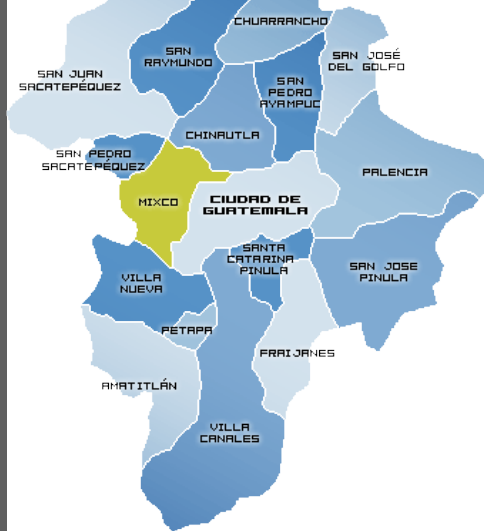 CHUARRANCHO
SAN
RAYMUNDO
SAN JOSÉ
DEL GOLFO
SAN JUAN
SACATEPÉQUEZ
SAN
PEDRO
AYAMPUC
CHINAUTLA
SAN PEDRO
SACATEPÉQUEZ
PALENCIA
MIXCO
CIUDAD DE
GUATEMALA
SANTA
CATARINA
PINULA
SAN JOSE
PINULA
VILLA
NUEVA
PETAPA
FRAIJANES
AMATITLÁN
VILLA
CANALES